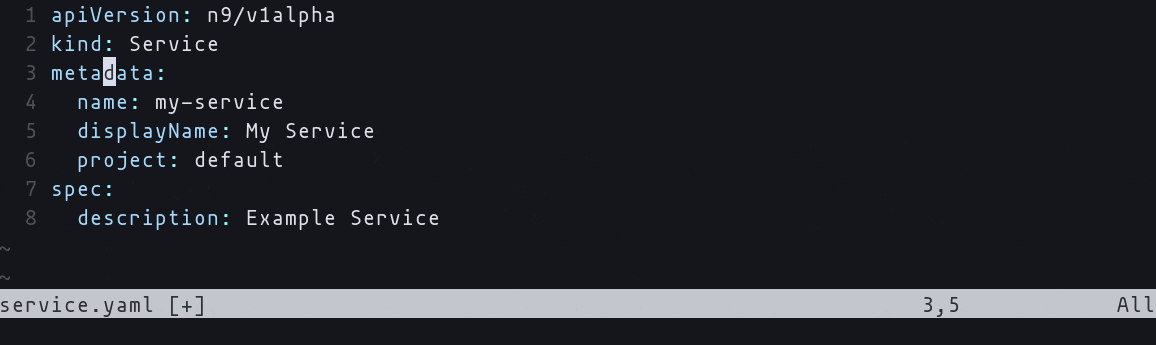 1 apiVersion: n9/v1alpha
2 kind: Service
3 metadata:
4   name: my-service
5   displayName: My Service
6   project: default
7 spec:
8   description: Example Service
~
~
service.yaml [+] 3,5 All